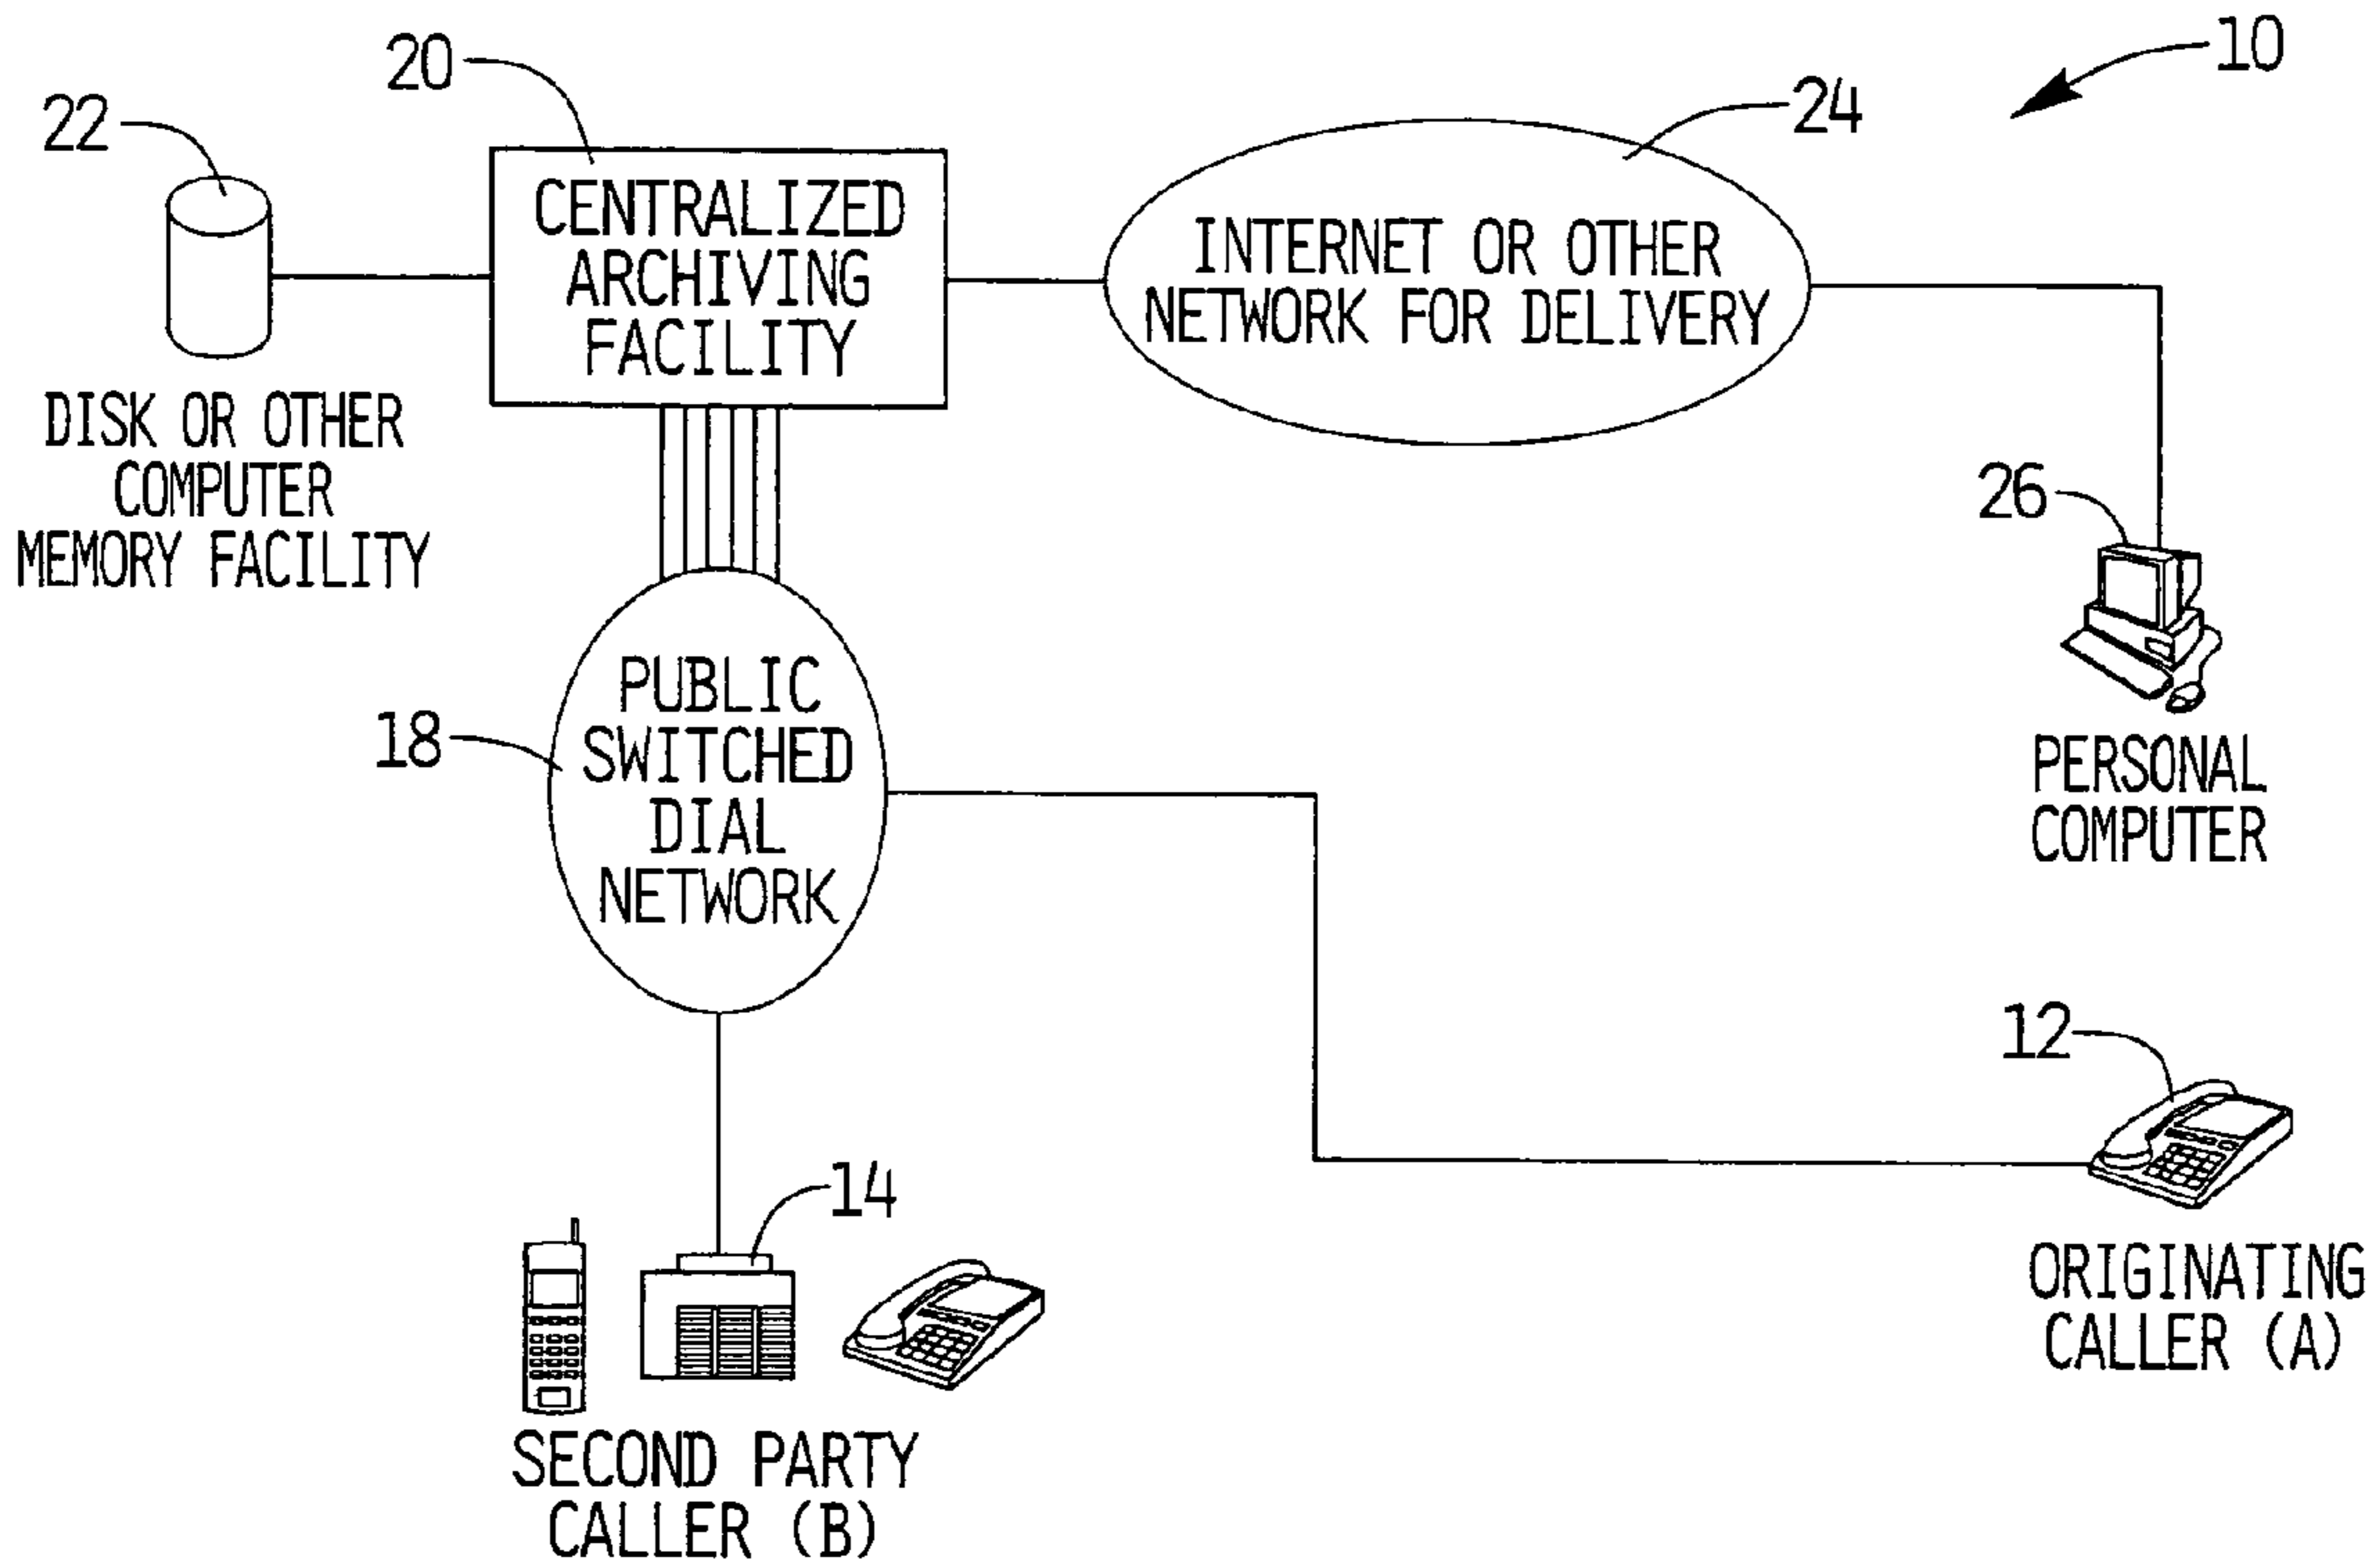 10
20
24
22
CENTRALIZED
ARCHIVING
FACILITY
INTERNET OR OTHER
NETWORK FOR DELIVERY
DISK OR OTHER
COMPUTER
MEMORY FACILITY
26
PERSONAL
COMPUTER
18
PUBLIC
SWITCHED
DIAL
NETWORK
12
ORIGINATING
CALLER (A)
14
SECOND PARTY
CALLER (B)